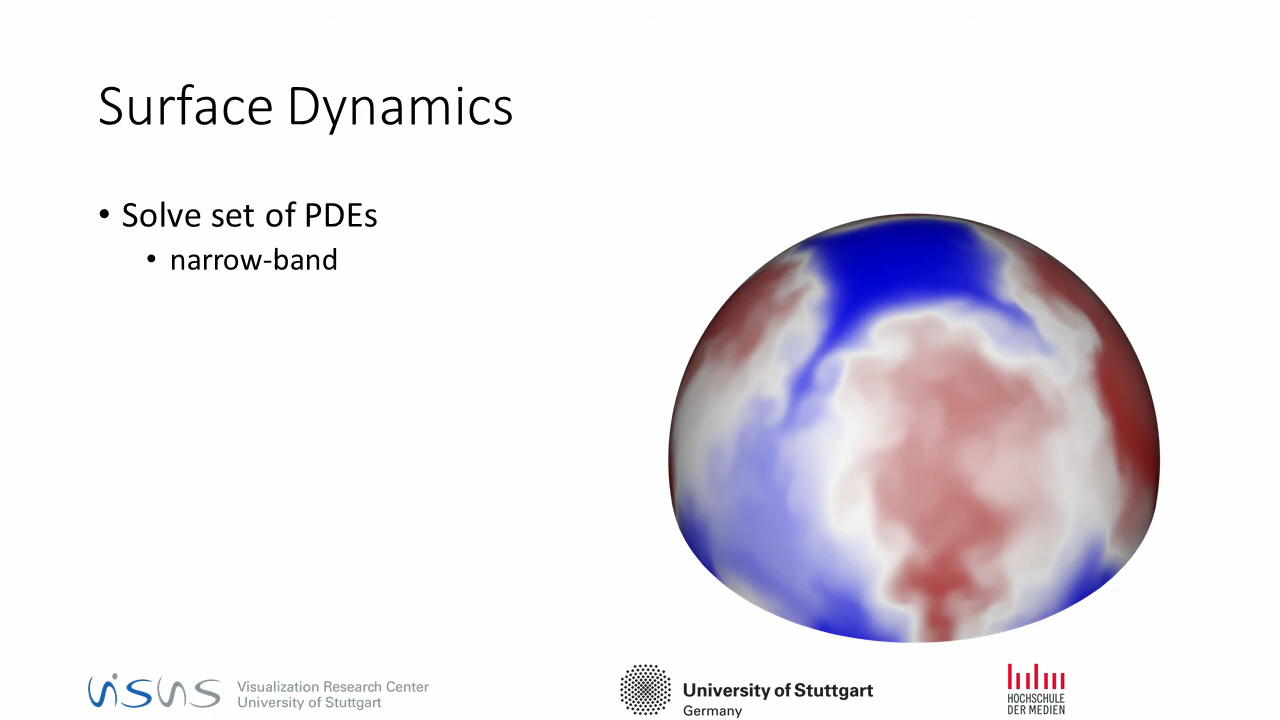 Surface Dynamics
• Solve set of PDEs
• narrow-band
VISUS
Visualization Research Center
University of Stuttgart
University of Stuttgart
Germany
HOCHSCHULE
DER MEDIEN